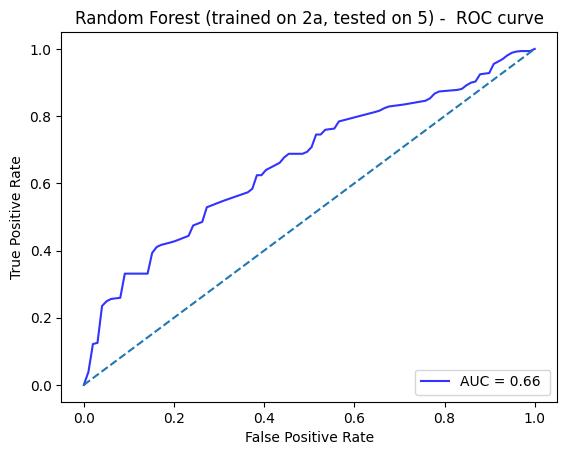 Random Forest (trained on 2a, tested on 5) -  ROC curve
True Positive Rate
1.0
0.8
0.6
0.4
0.2
0.0
AUC = 0.66
0.0 0.2 0.4 0.6 0.8 1.0
False Positive Rate